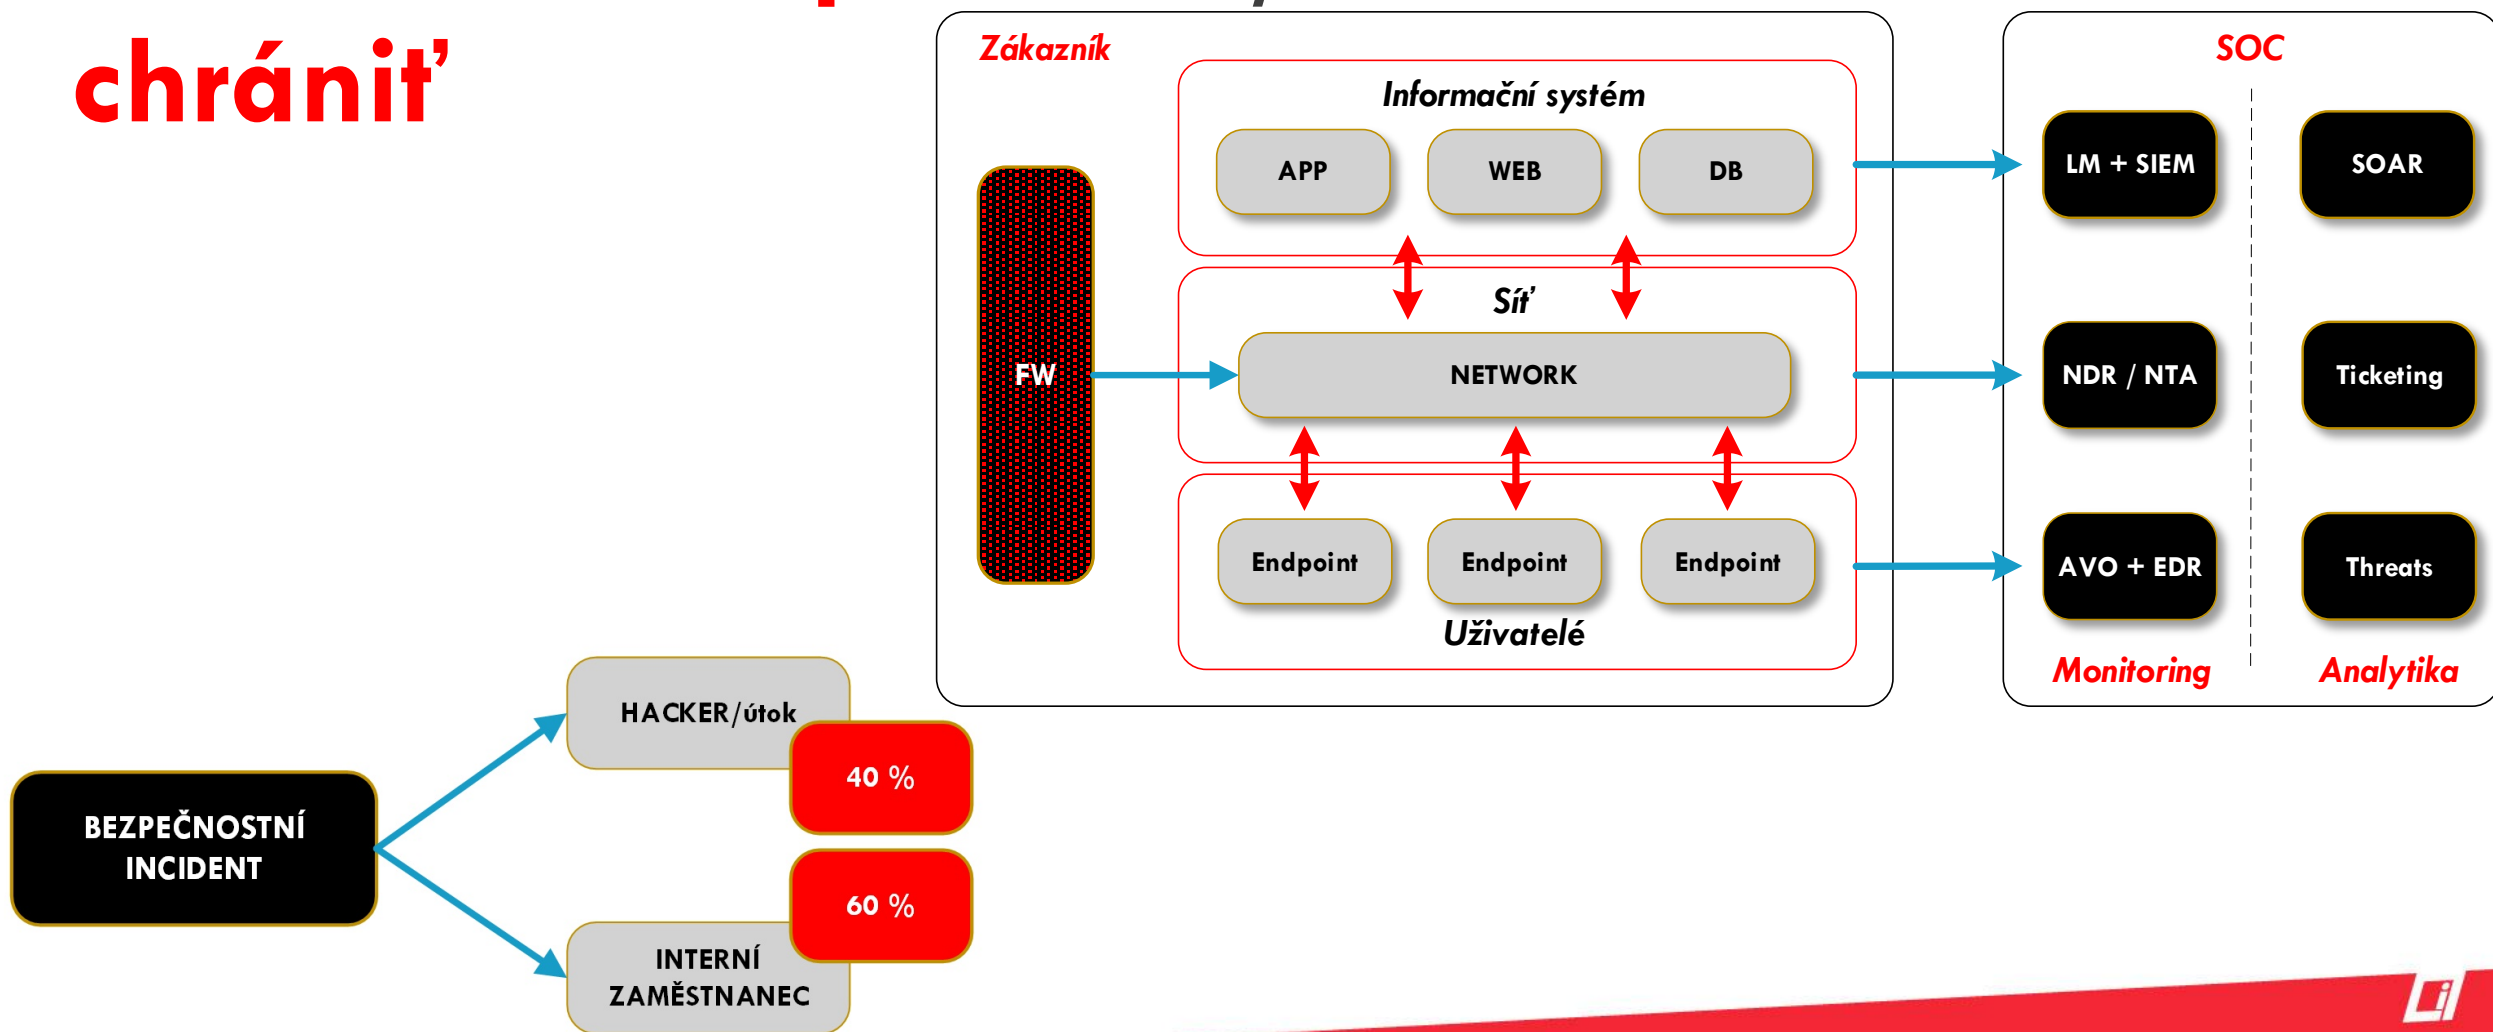 chrániť
Zákazník
Informační systém
APP
WEB
DB
FW
Síť
NETWORK
Endpoint
Endpoint
Endpoint
Uživatelé
SOC
LM + SIEM
SOAR
NDR / NTA
Ticketing
AVO + EDR
Threats
Monitoring
Analytika
BEZPEČNOSTNÍ
INCIDENT
HACKER/útok
40 %
60 %
INTERNÍ
ZAMĚSTNANEC